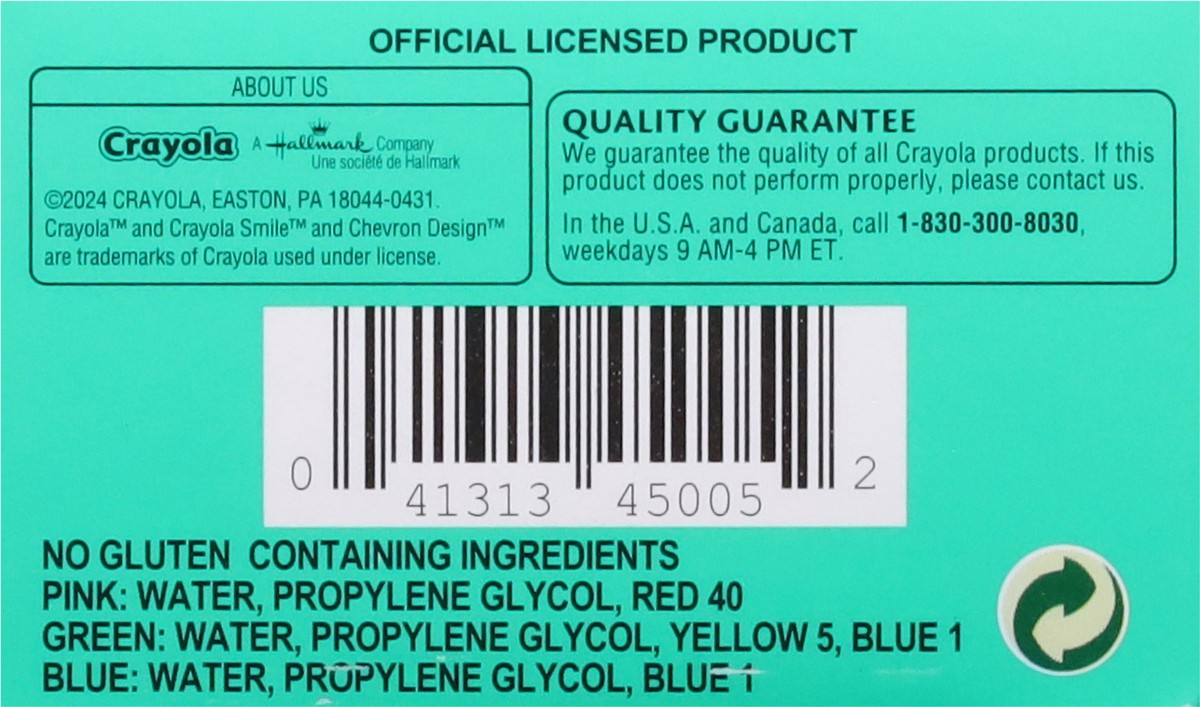 OFFICIAL LICENSED PRODUCT
ABOUT US
Crayola A Hallmark Company
Une société de Hallmark
©2024 CRAYOLA, EASTON, PA 18044-0431.
Crayola™ and Crayola Smile™ and Chevron Design™
are trademarks of Crayola used under license.
QUALITY GUARANTEE
We guarantee the quality of all Crayola products. If this
product does not perform properly, please contact us.
In the U.S.A. and Canada, call 1-830-300-8030,
weekdays 9 AM-4 PM ET.
0 41313 45005 2
NO GLUTEN CONTAINING INGREDIENTS
PINK: WATER, PROPYLENE GLYCOL, RED 40
GREEN: WATER, PROPYLENE GLYCOL, YELLOW 5, BLUE 1
BLUE: WATER, PROPYLENE GLYCOL, BLUE 1